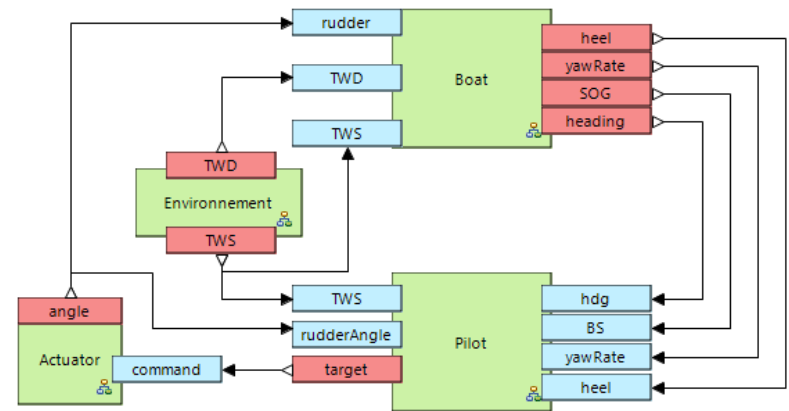 rudder
heel
yawRate
TWD
Boat
SOG
heading
TWS
TWD
Environnement
TWS
TWS
hdg
angle
BS
rudderAngle
Pilot
Actuator
command
target
yawRate
heel